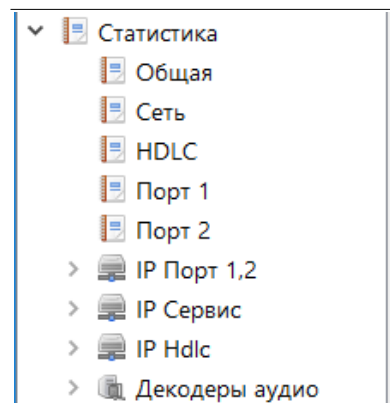 Статистика
Общая
Сеть
HDLC
Порт 1
Порт 2
IP Порт 1,2
IP Сервис
IP Hdlc
Декодеры аудио